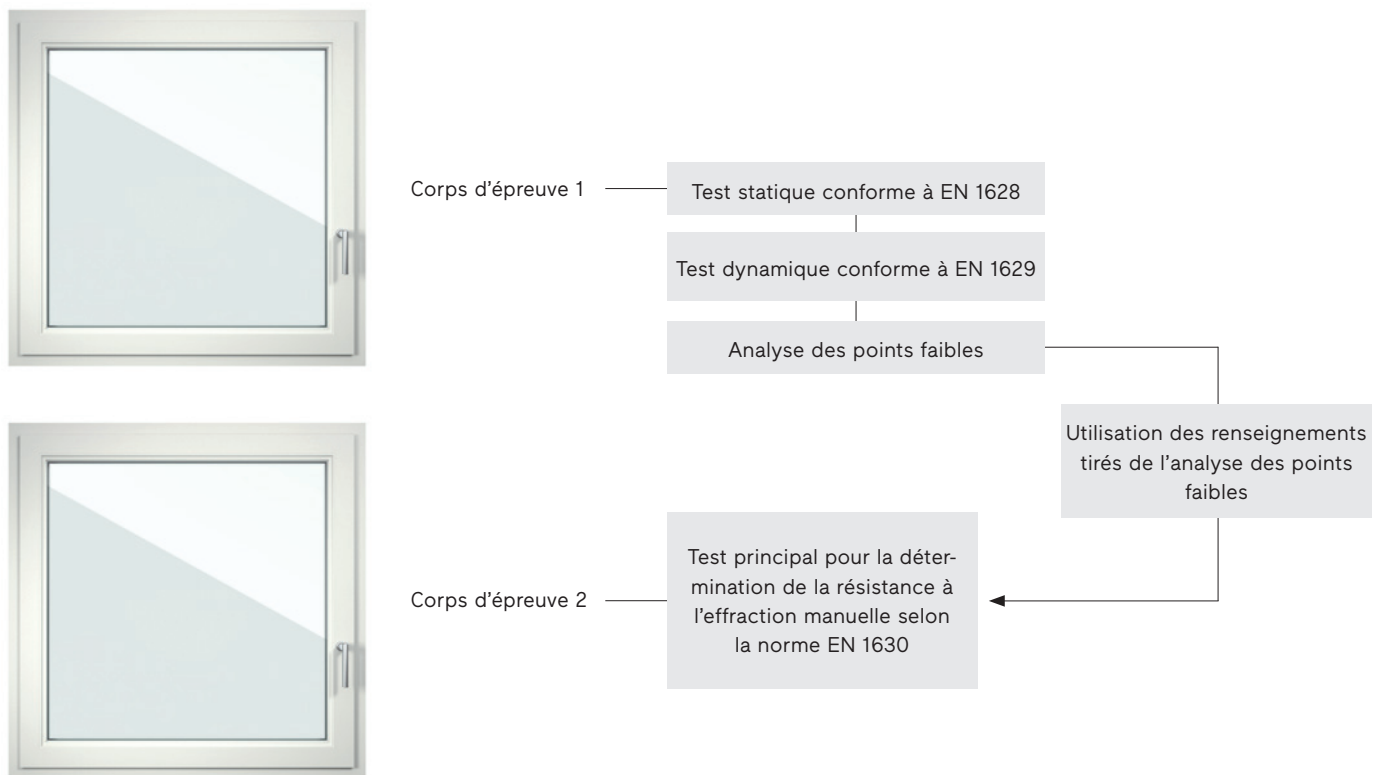 Corps d'épreuve 1
Test statique conforme à EN 1628
Test dynamique conforme à EN 1629
Analyse des points faibles
Utilisation des renseignements
tirés de l'analyse des points
faibles
Corps d'épreuve 2
Test principal pour la déter-
mination de la résistance à
l'effraction manuelle selon
la norme EN 1630